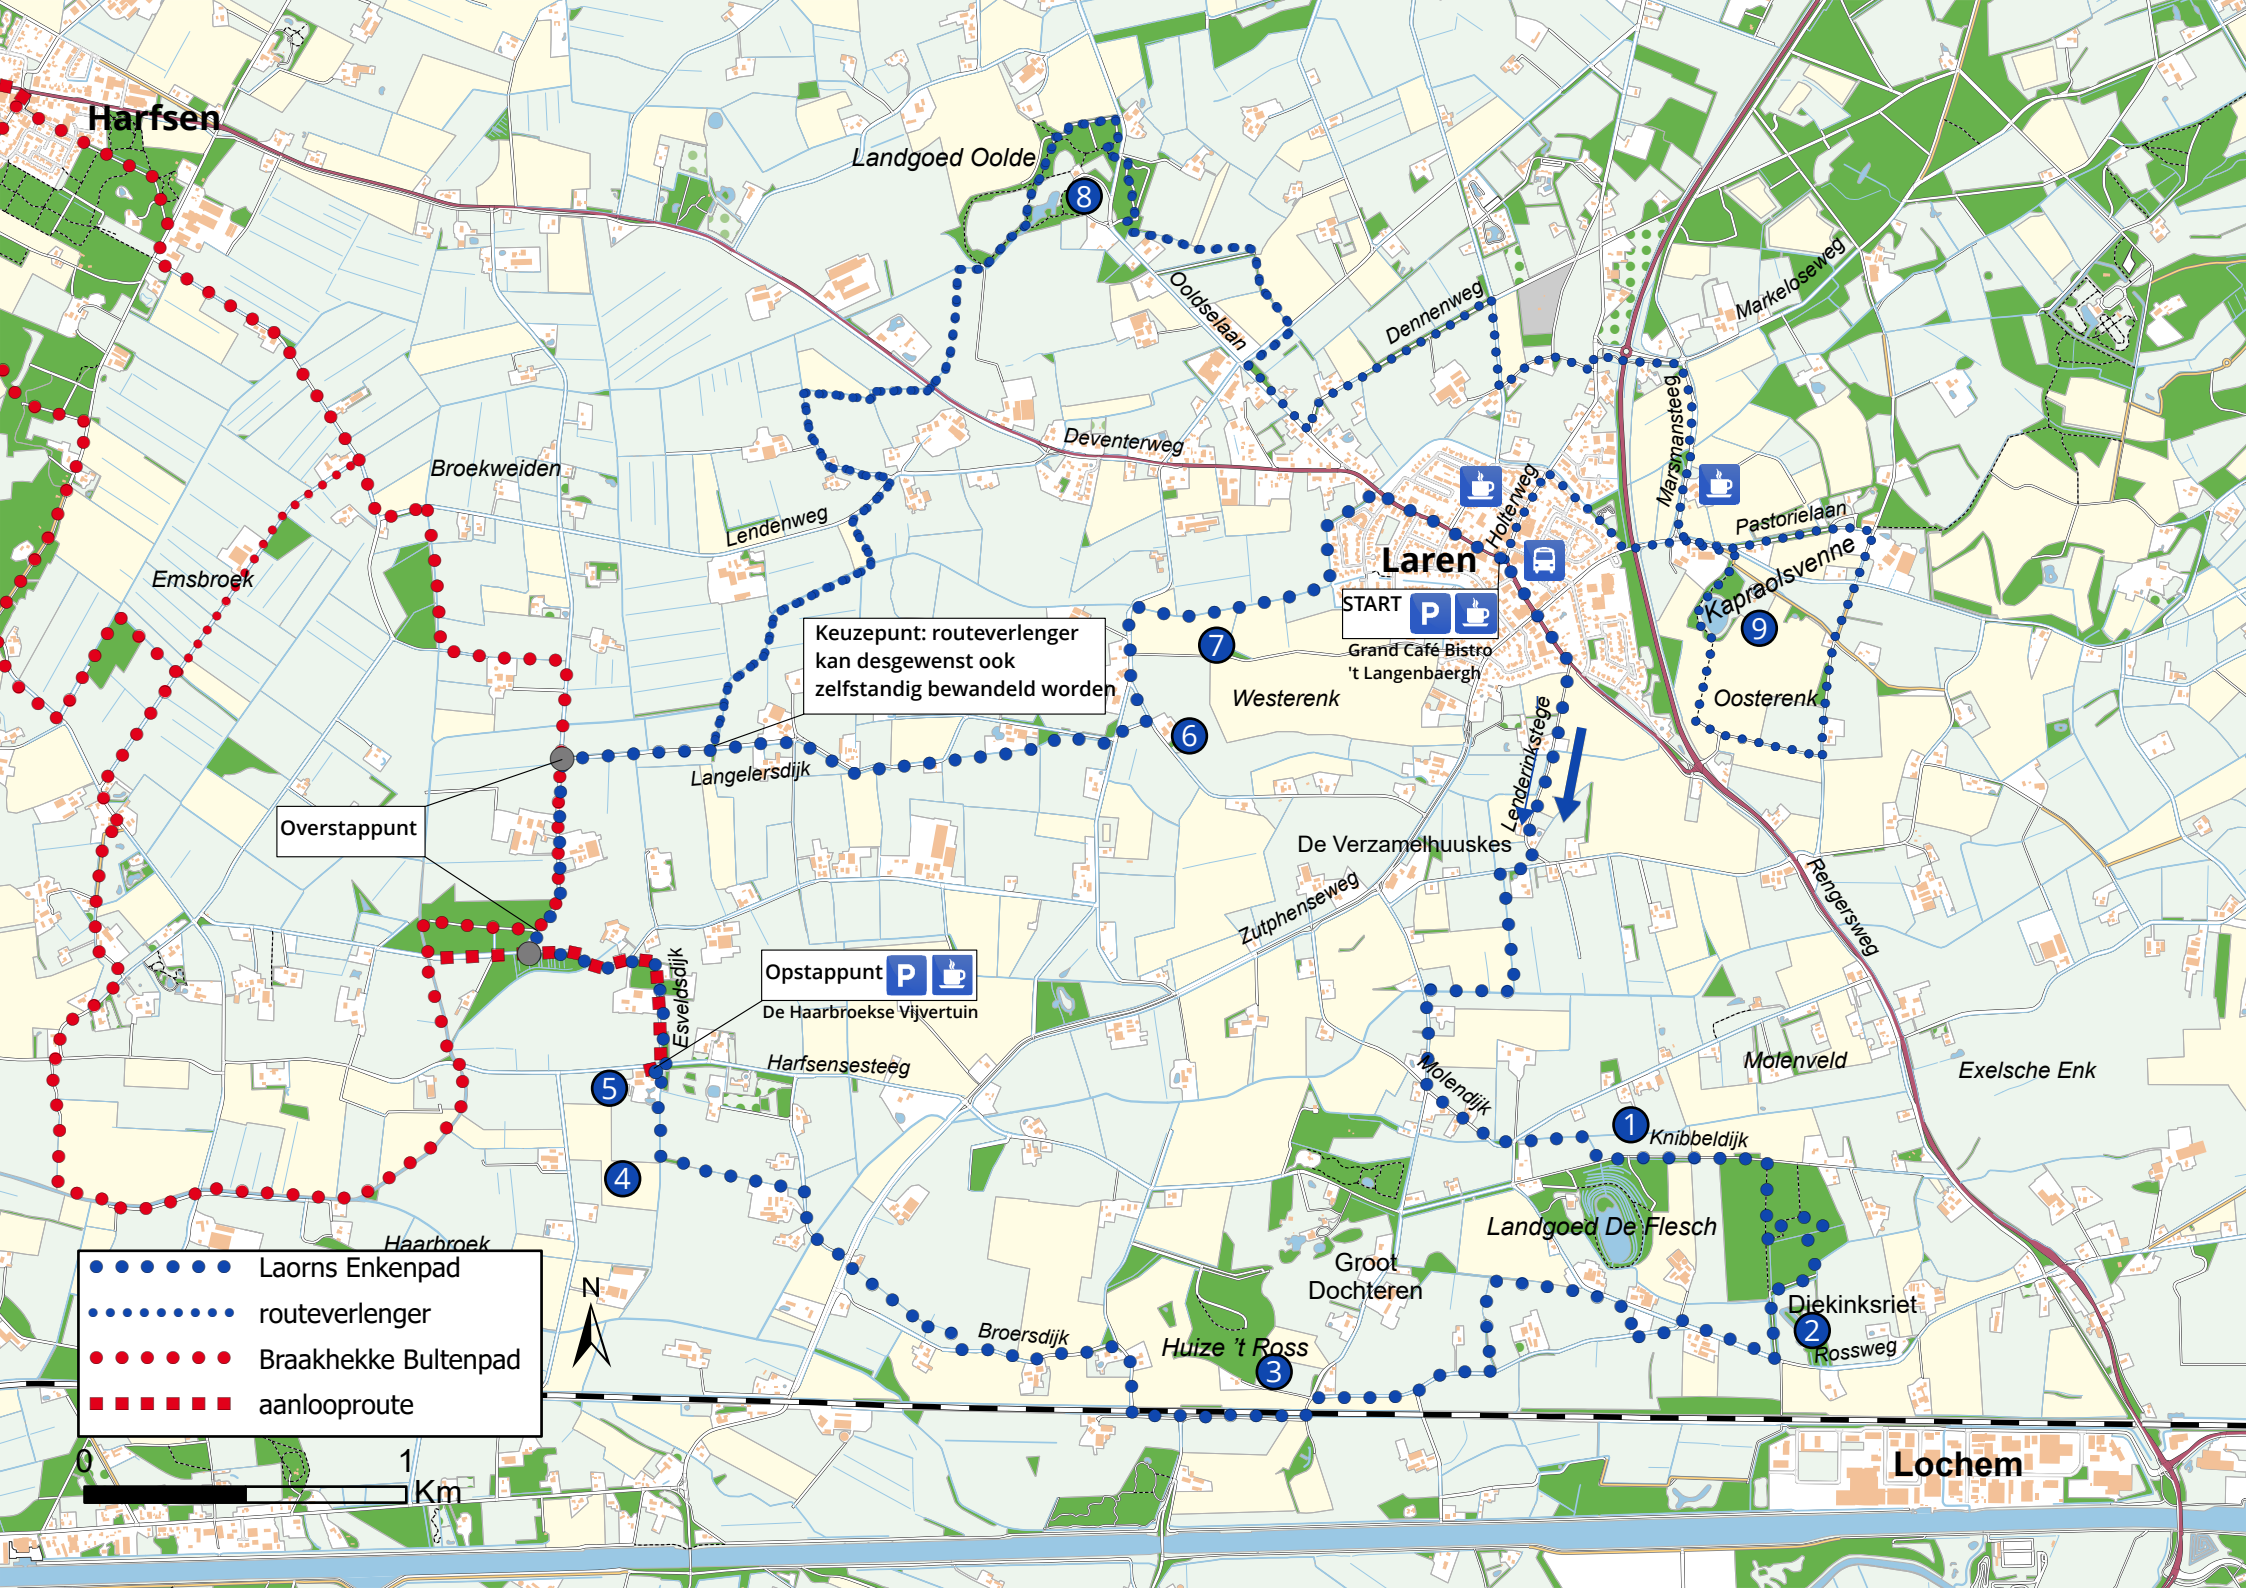 Harfsen
Landgoed Oolde
8
Ooldselaan
Dennenweg
Markeloseweg
Marsmansteeg
Deventerweg
Broekweiden
Lendenweg
Holterweg
Pastorielaan
Laren
Kapraolsvenne
Emsbroek
START P
Grand Café Bistro
't Langenbaergh
9
7
Keuzepunt: routeverlenger
kan desgewenst ook
zelfstandig bewandeld worden
Westerenk
Oosterenk
6
Lenderinkstege
Langelersdijk
Overstappunt
De Verzamelhuuskes
Zutphenseweg
Rengersweg
Esveldsdijk
Opstappunt P
De Haarbroekse Vijvertuin
Harfsensesteeg
5
Molendijk
Molenveld
Exelsche Enk
1
Knibbeldijk
4
Landgoed De Flesch
Haarbroek
Groot
Dochteren
Diekinksriet
2
Rossweg
Broersdijk
Huize 't Ross
3
N
Laorns Enkenpad
routeverlenger
Braakhekke Bultenpad
aanlooproute
0 1
Km
Lochem